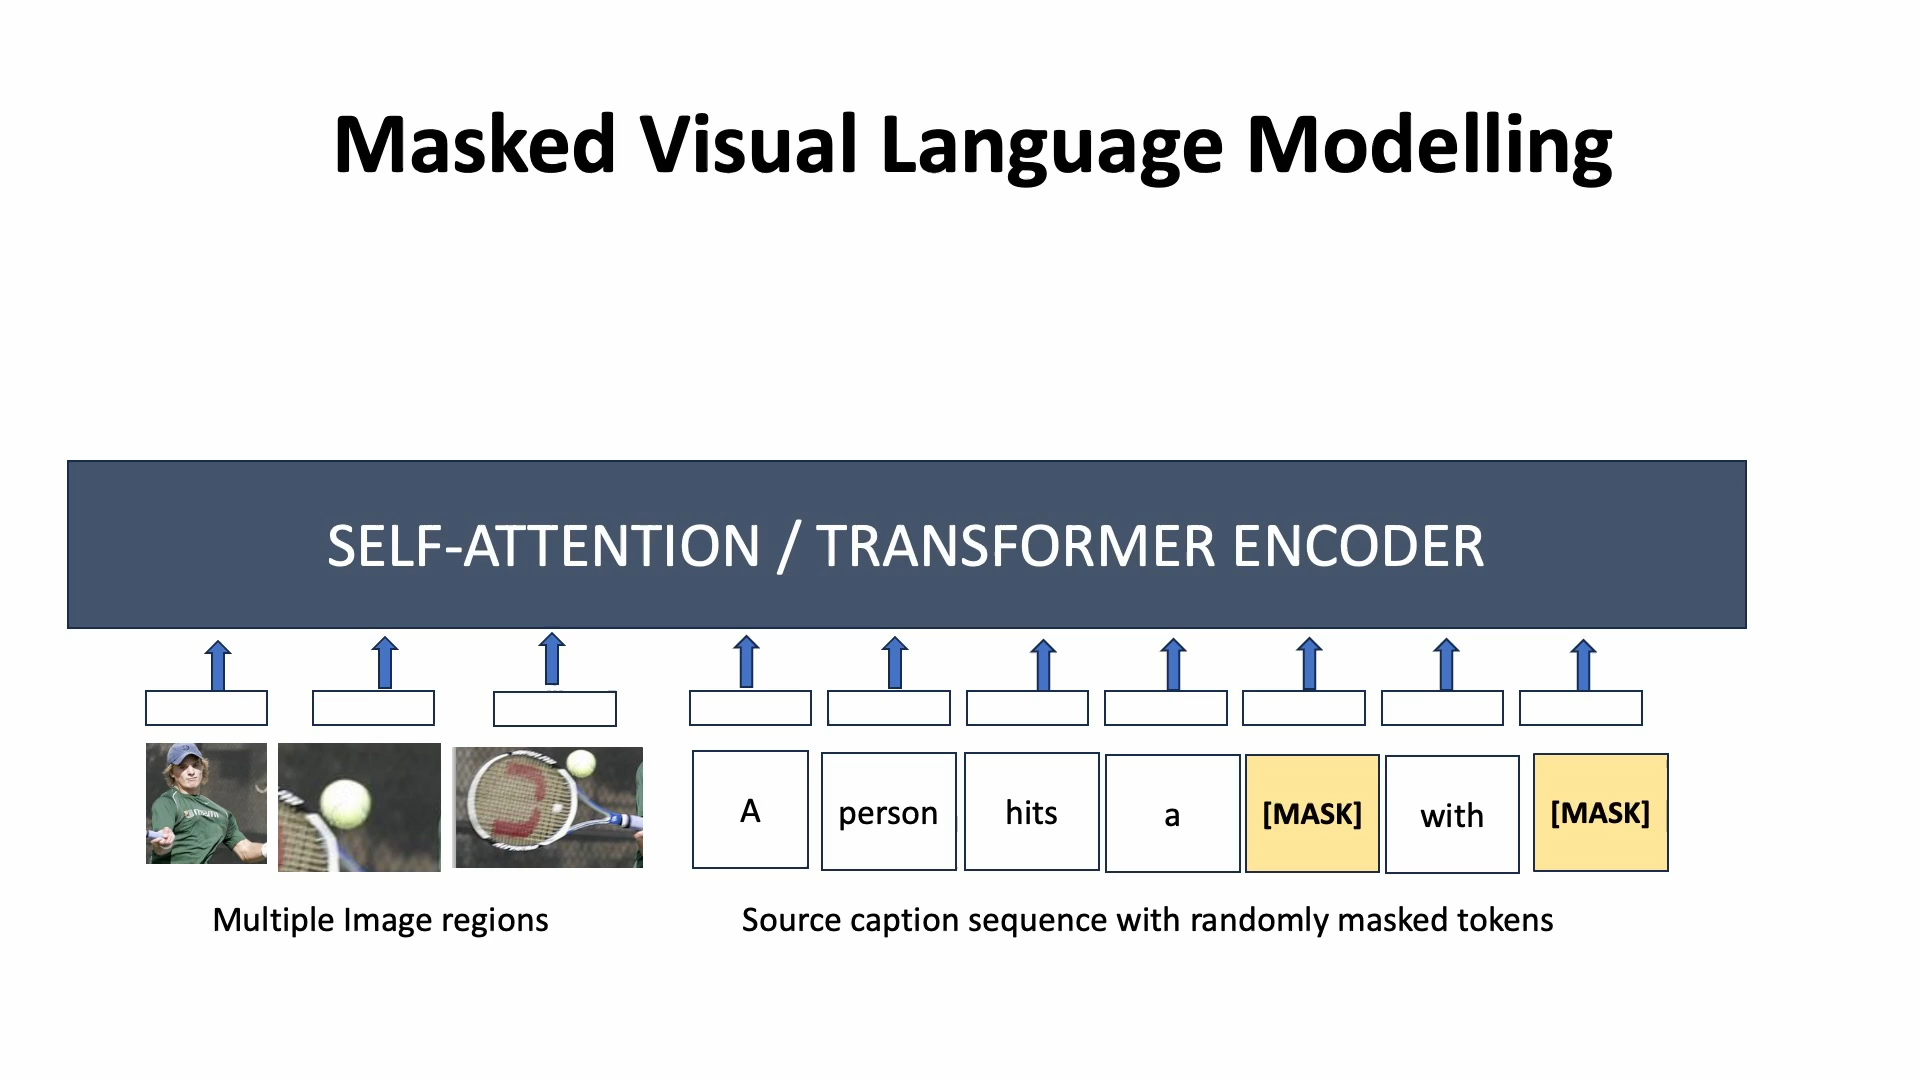 Masked Visual Language Modelling
SELF-ATTENTION / TRANSFORMER ENCODER
A person hits a [MASK] with [MASK]
Multiple Image regions
Source caption sequence with randomly masked tokens